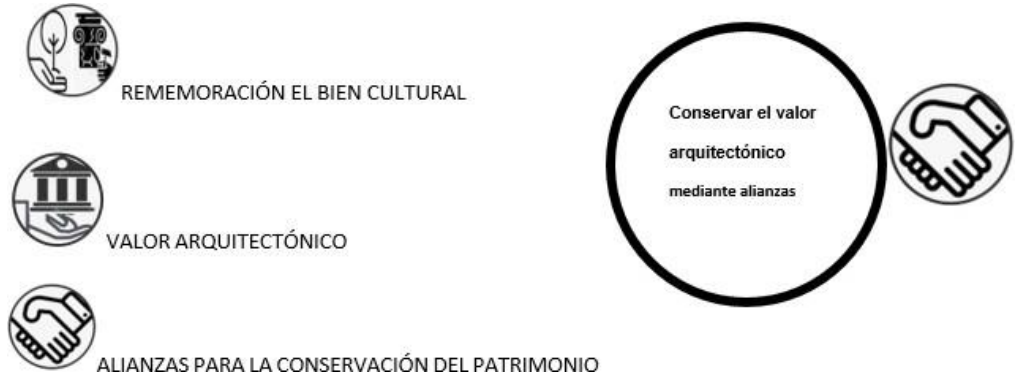 REMEMORACIÓN EL BIEN CULTURAL
VALOR ARQUITECTÓNICO
ALIANZAS PARA LA CONSERVACIÓN DEL PATRIMONIO
Conservar el valor
arquitectónico
mediante alianzas